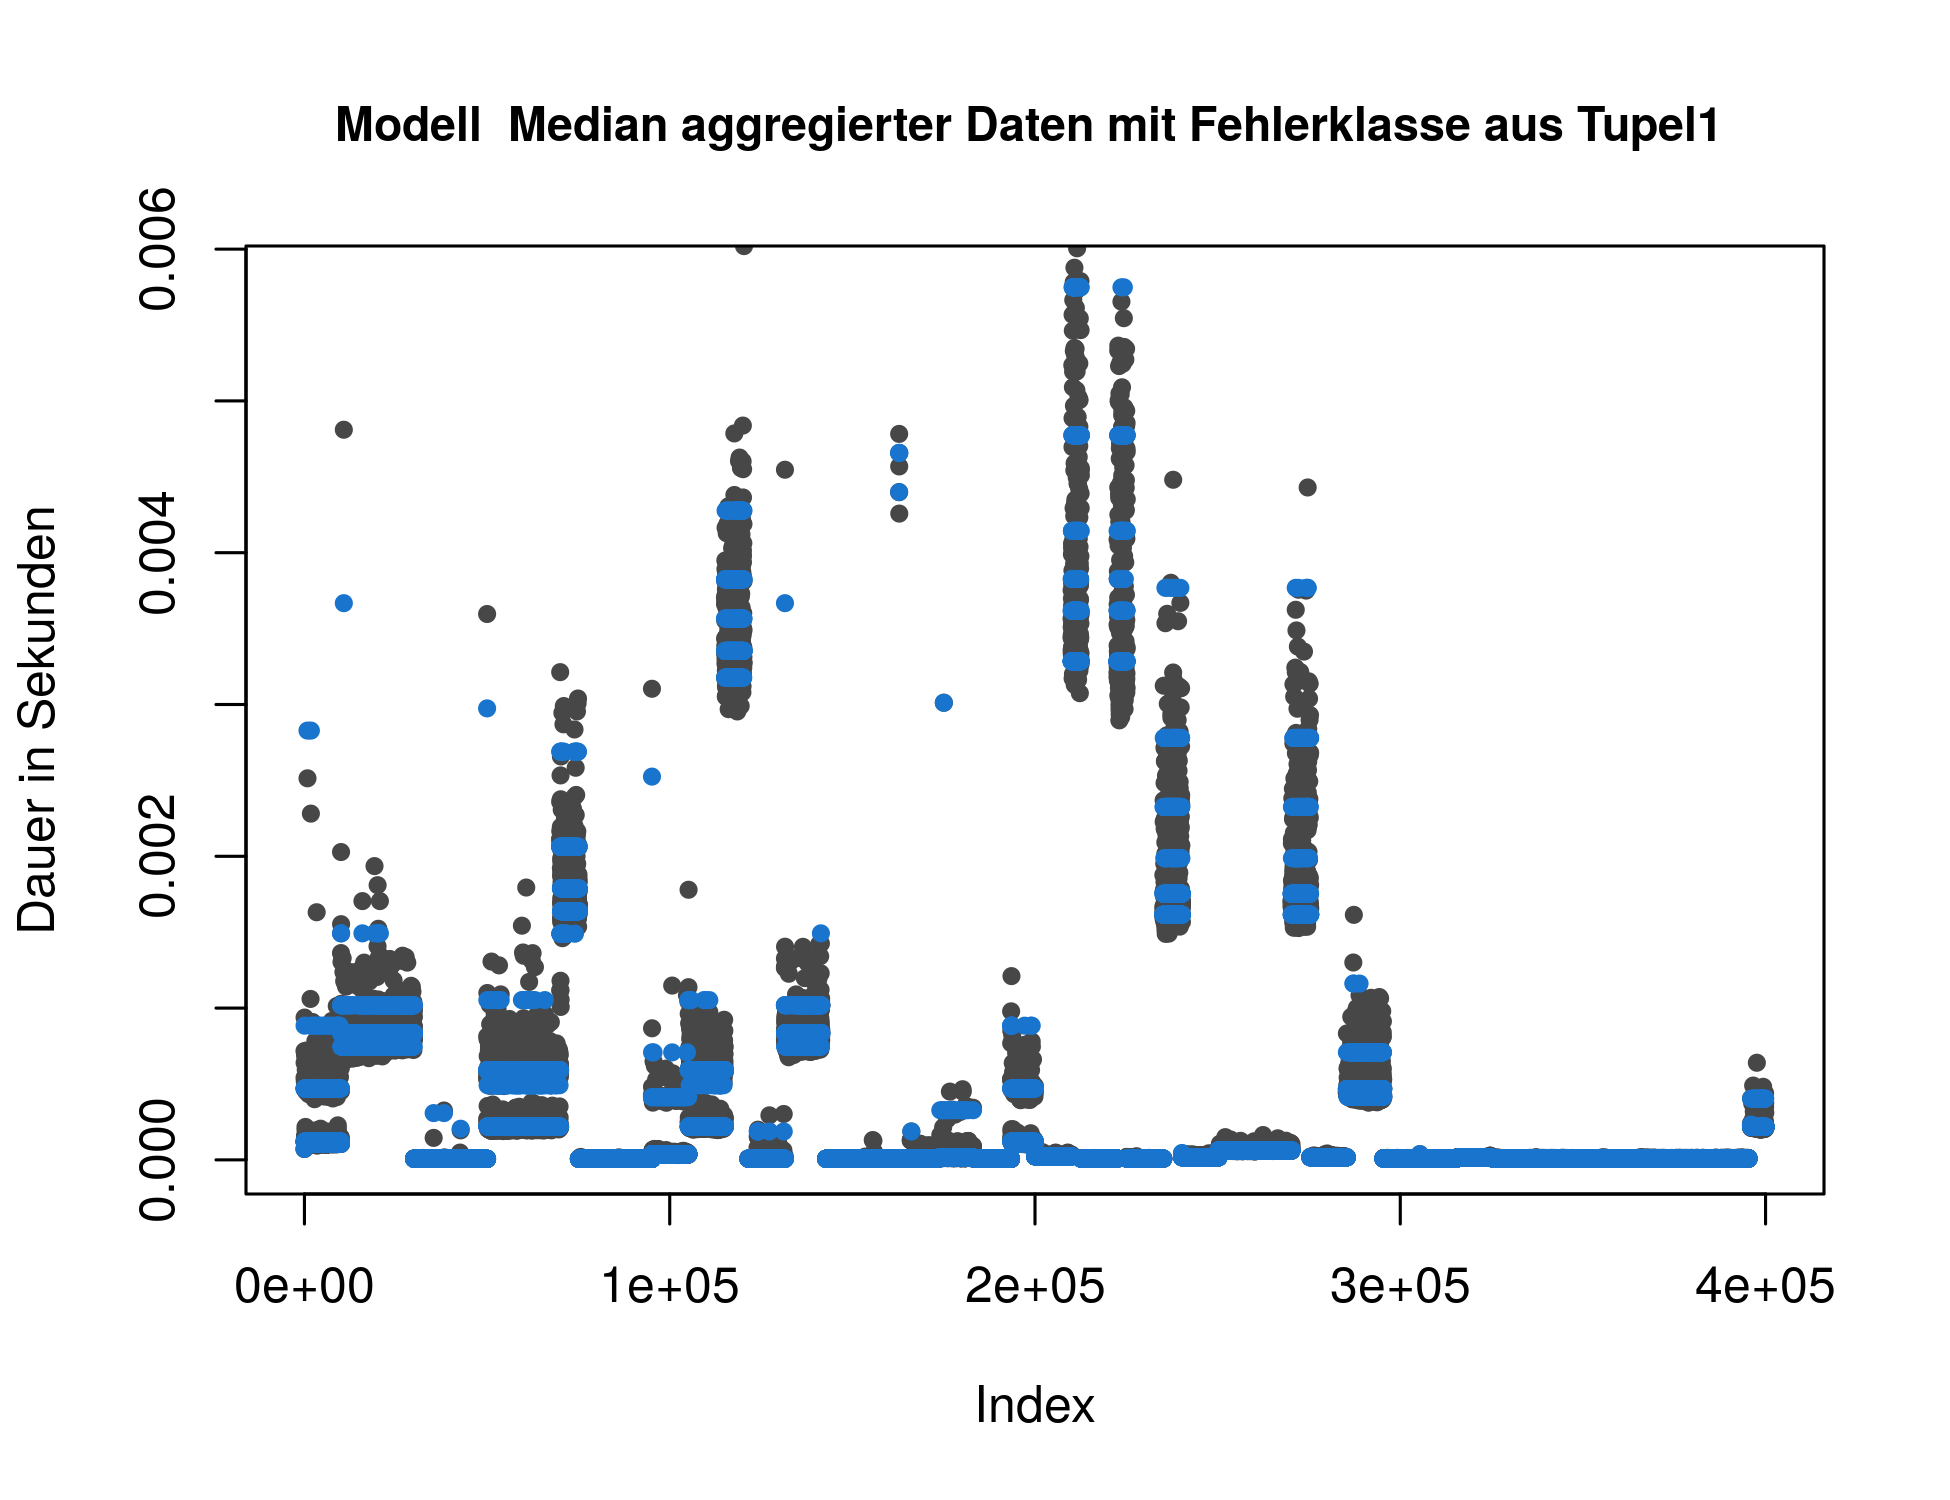 Modell  Median aggregierter Daten mit Fehlerklasse aus Tupel1
Dauer in Sekunden
0.006
0.004
0.002
0.000
0e+00 1e+05 2e+05 3e+05 4e+05
Index